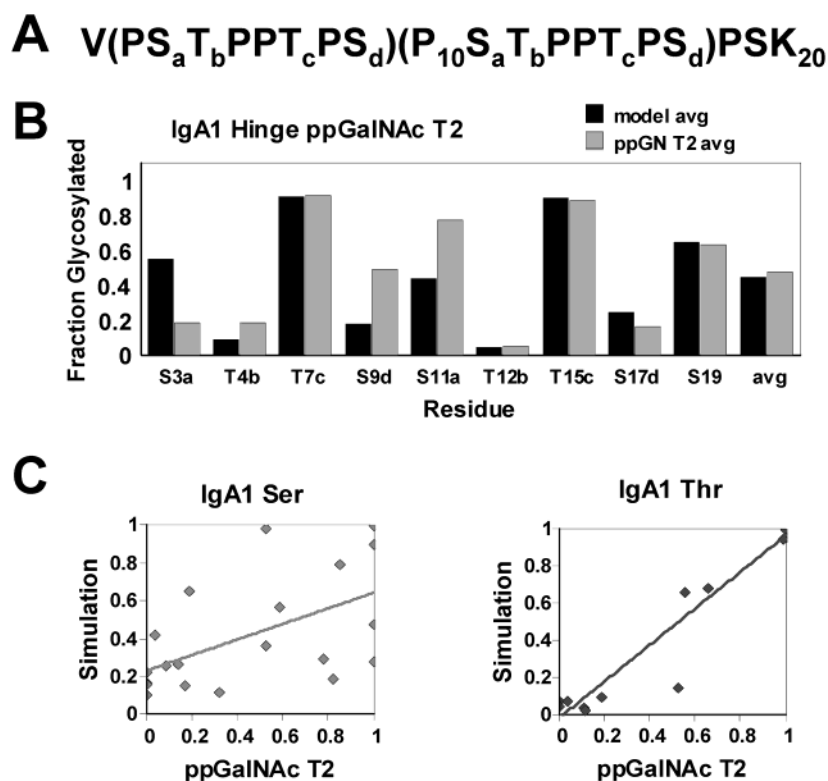 A V(PSaTbPPTcPSd)(P10SaTbPPTcPSd)PSK20
B IgA1 Hinge ppGalNAc T2
model avg
ppGN T2 avg
Fraction Glycosylated
1
0.8
0.6
0.4
0.2
0
S3a T4b T7c S9d S11a T12b T15c S17d S19 avg
Residue
C
IgA1 Ser
Simulation
1
0.8
0.6
0.4
0.2
0
0 0.2 0.4 0.6 0.8 1
ppGalNAc T2
IgA1 Thr
Simulation
1
0.8
0.6
0.4
0.2
0
0 0.2 0.4 0.6 0.8 1
ppGalNAc T2